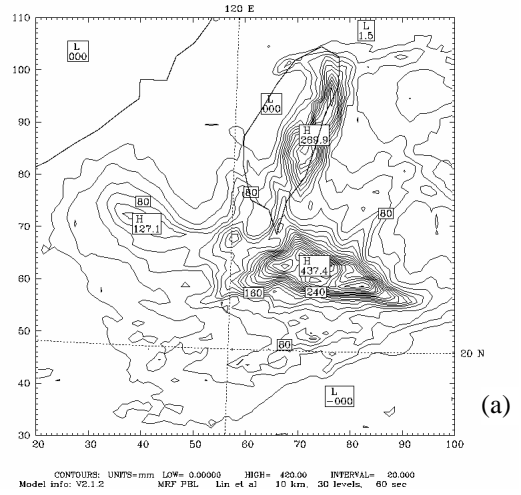 120 E
110
100
90
80
70
60
50
40
30
L
000
L
1.5
L
000
H
269.9
80
H
127.1
80
80
H
437.4
160
240
80
20 N
L
-000
20 30 40 50 60 70 80 90 100
(a)
CONTOURS: UNITS=mm LOW= 0.00000 HIGH= 420.00 INTERVAL= 20.000
Model info: V2.1.2 MRF PBL Lin et al 10 km, 30 levels, 60 sec